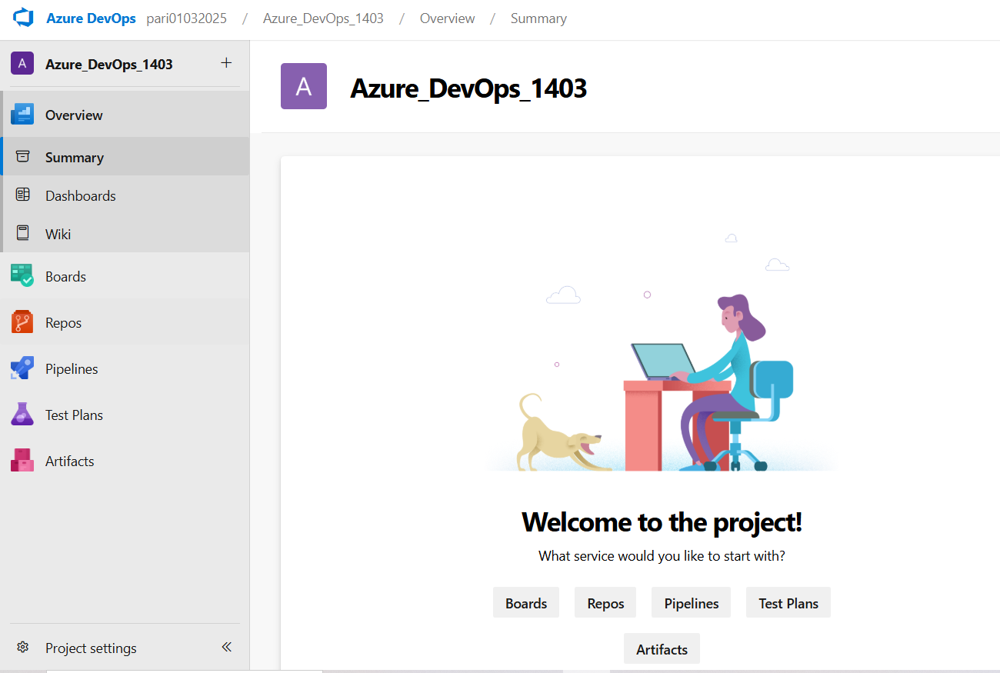 Azure DevOps pari01032025 / Azure_DevOps_1403 / Overview / Summary
A Azure_DevOps_1403 +
A Azure_DevOps_1403
Overview
Summary
Dashboards
Wiki
Boards
Repos
Pipelines
Test Plans
Artifacts
Welcome to the project!
What service would you like to start with?
Boards Repos Pipelines Test Plans
Artifacts
Project settings